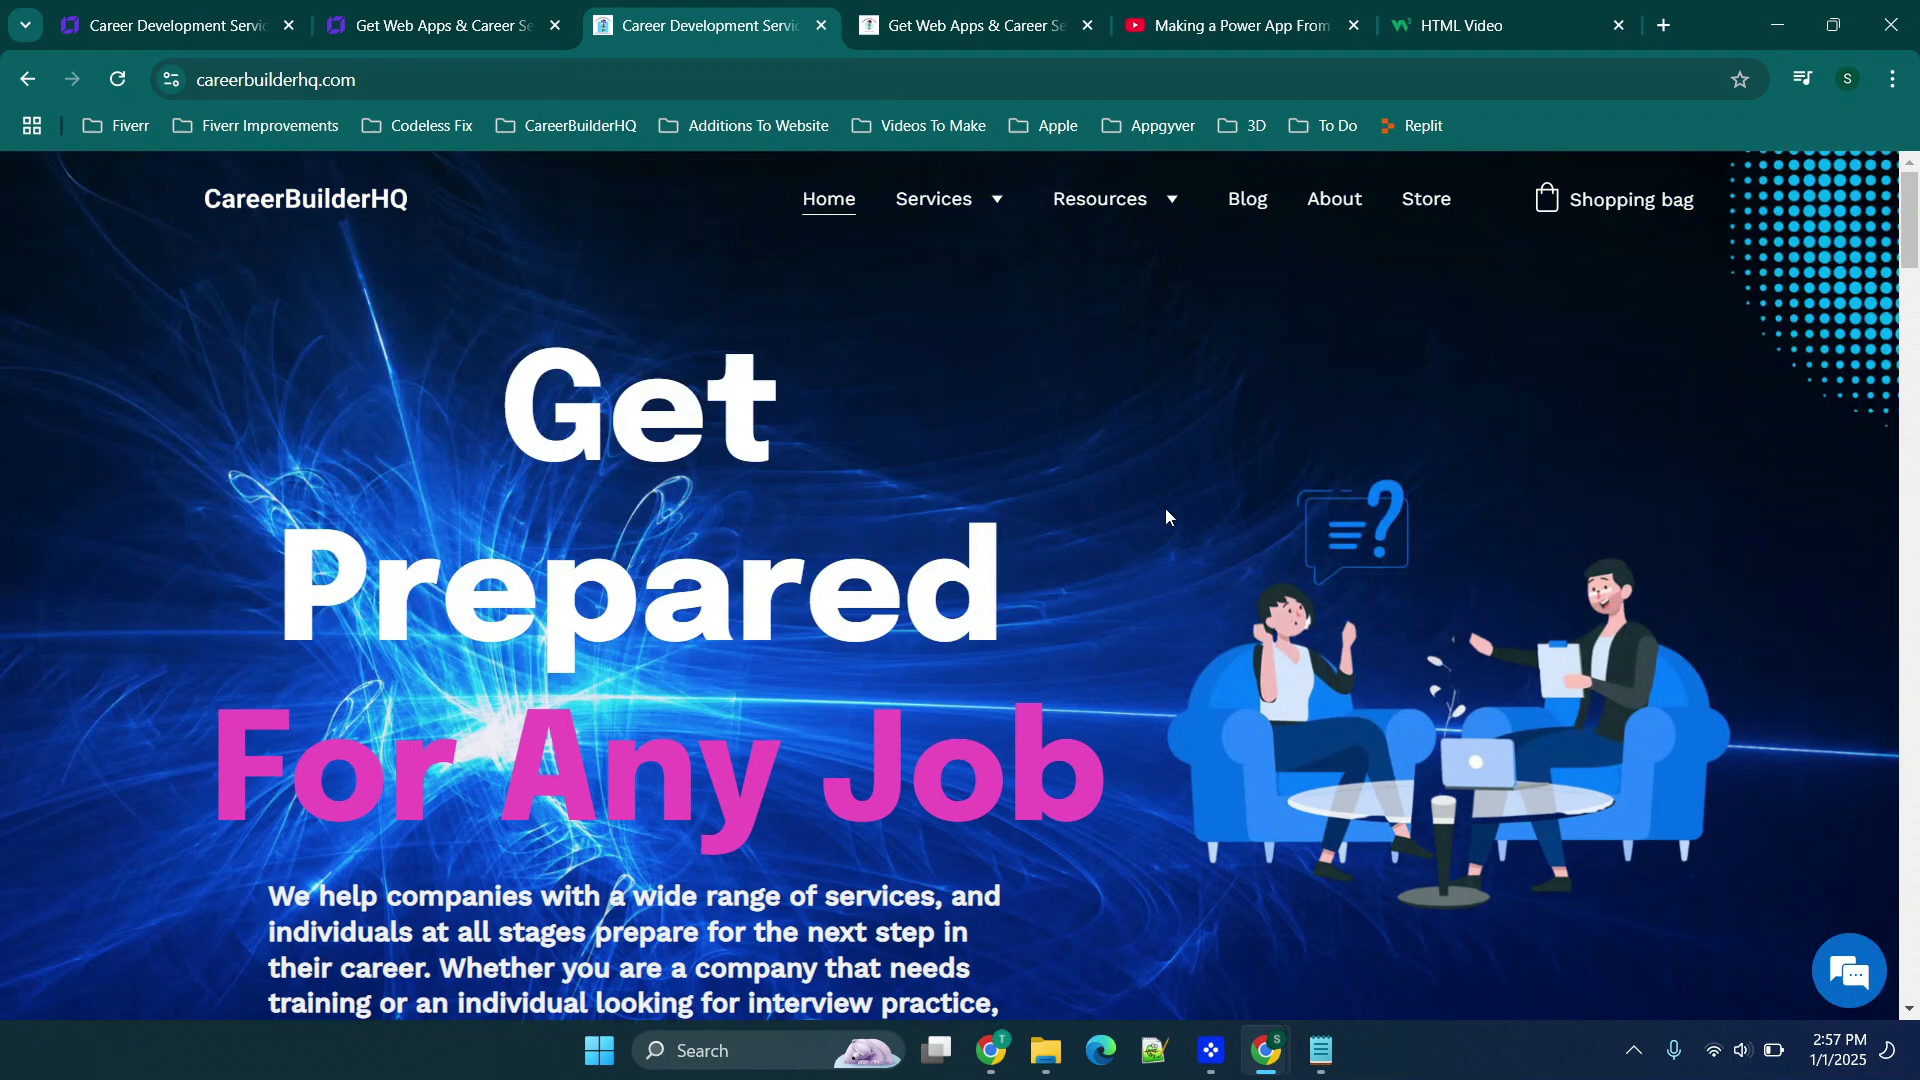 Career Development Servic
Get Web Apps & Career Se
Career Development Servic
Get Web Apps & Career Se
Making a Power App From
HTML Video
careerbuilderhq.com
S
Fiverr
Fiverr Improvements
Codeless Fix
CareerBuilderHQ
Additions To Website
Videos To Make
Apple
Appgyver
3D
To Do
Replit
CareerBuilderHQ
Home
Services
Resources
Blog
About
Store
Shopping bag
Get
Prepared
For Any Job
We help companies with a wide range of services, and
individuals at all stages prepare for the next step in
their career. Whether you are a company that needs
training or an individual looking for interview practice,
Search
T
S
2:57 PM
1/1/2025